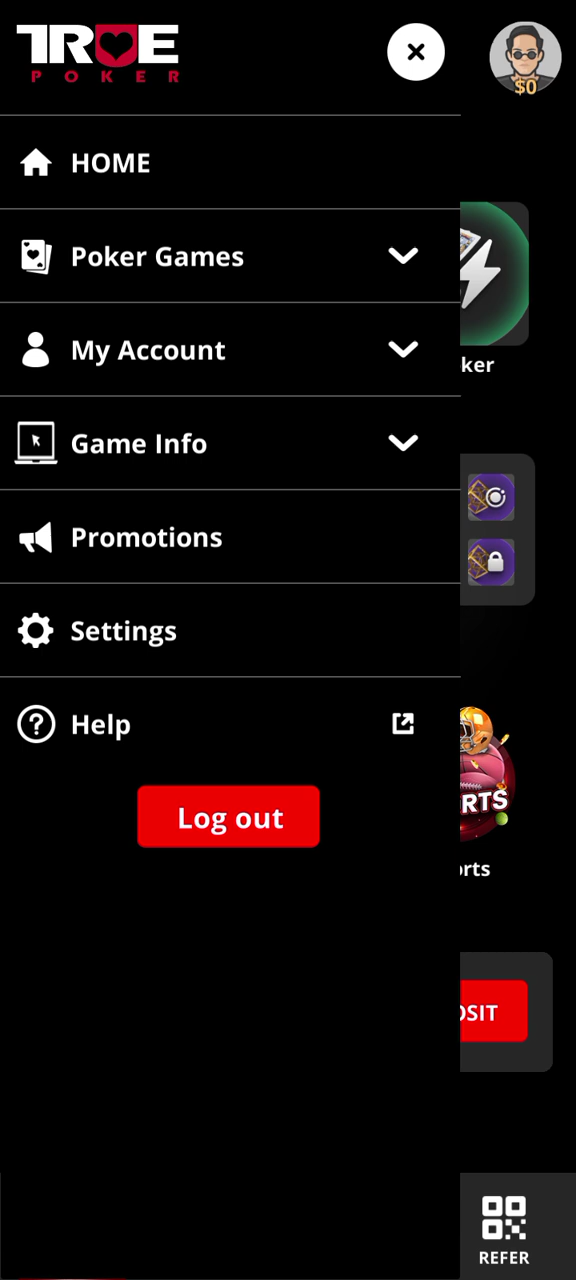 TRUE
POKER
$0
HOME
Poker Games
My Account
Game Info
Promotions
Settings
Help
Log out
ker
RTS
orts
OSIT
REFER